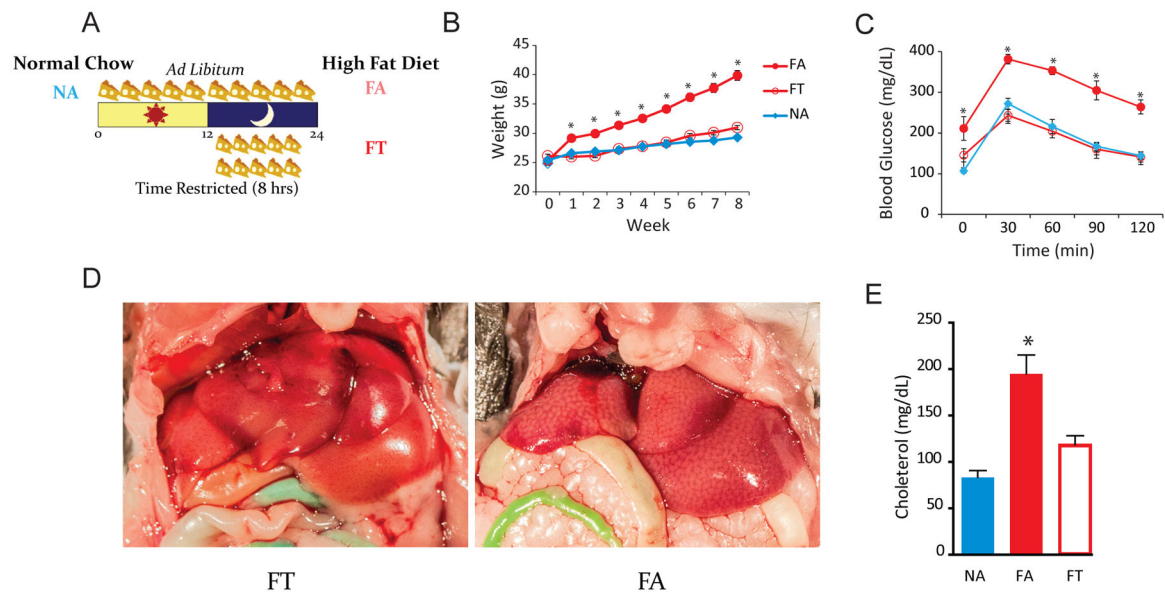 A
Normal Chow
Ad Libitum
High Fat Diet
NA
FA
0
12
24
FT
Time Restricted (8 hrs)
B
Weight (g)
45
40
35
30
25
20
0 1 2 3 4 5 6 7 8
Week
* * * * * * * *
FA
FT
NA
C
Blood Glucose (mg/dL)
400
300
200
100
0
0 30 60 90 120
Time (min)
* * * * *
D
FT
FA
E
Choleterol (mg/dL)
250
200
150
100
50
0
*
NA FA FT